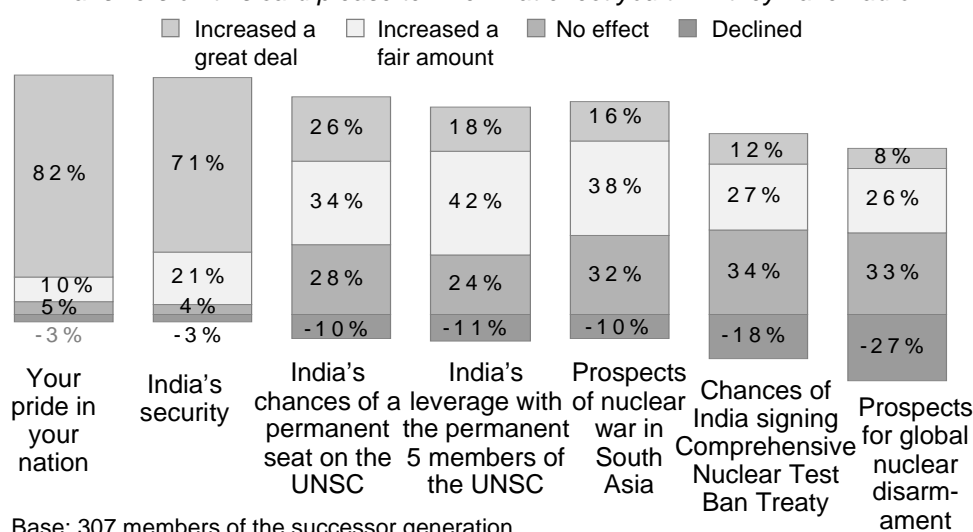 Increased a great deal
Increased a fair amount
No effect
Declined
82%
10%
5%
-3%
71%
21%
4%
-3%
26%
34%
28%
-10%
18%
42%
24%
-11%
16%
38%
32%
-10%
12%
27%
34%
-18%
8%
26%
33%
-27%
Your
pride in
your
nation
India's
security
India's
chances of a
permanent
seat on the
UNSC
India's
leverage with
the permanent
5 members of
the UNSC
Prospects
of nuclear
war in
South
Asia
Chances of
India signing
Comprehensive
Nuclear Test
Ban Treaty
Prospects
for global
nuclear
disarm-
ament
Base: 307 members of the successor generation